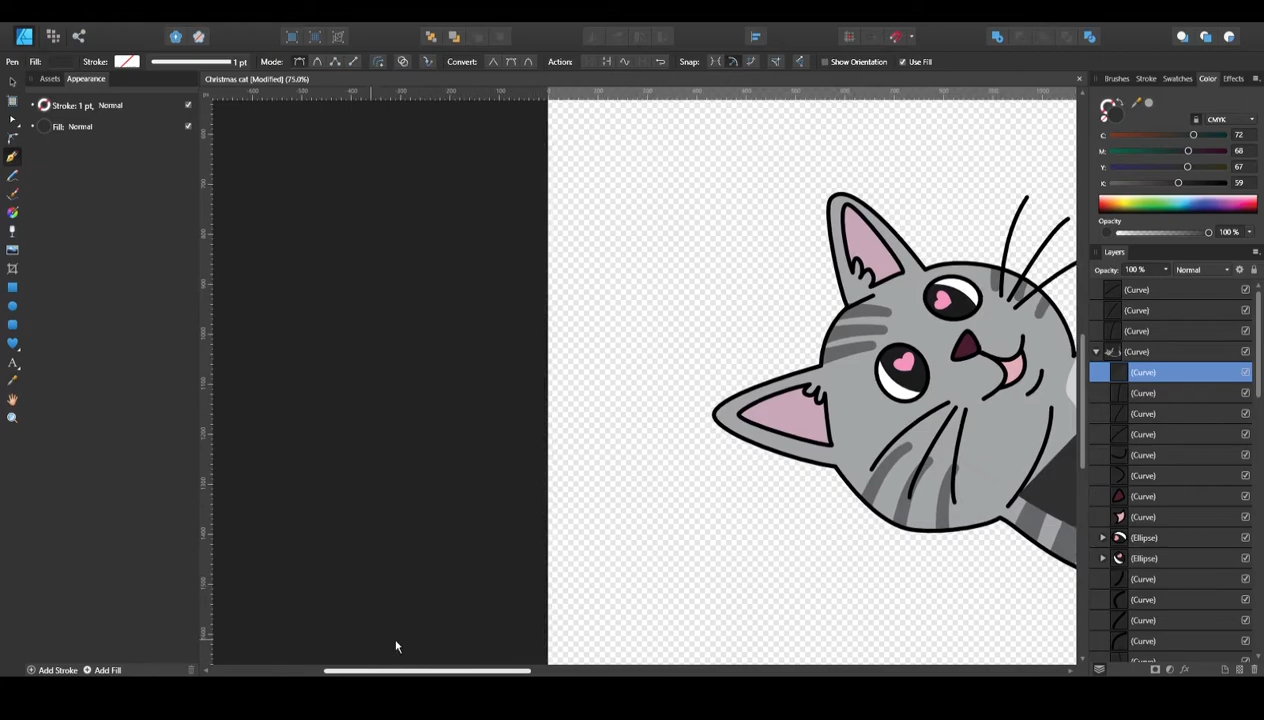 Pen Fill: Stroke: 1 pt Mode: Convert: Action: Snap: Show Orientation Use Fill
Assets Appearance
Christmas cat [Modified] (75.0%)
Brushes Stroke Swatches Color Effects
Stroke: 1 pt, Normal
Fill: Normal
CMYK
C: 72
M: 68
Y: 67
K: 59
Opacity
100 %
Layers
Opacity: 100 % Normal
(Curve)
(Curve)
(Curve)
(Curve)
(Curve)
(Curve)
(Curve)
(Curve)
(Curve)
(Curve)
(Curve)
(Curve)
(Ellipse)
(Ellipse)
(Curve)
(Curve)
(Curve)
(Curve)
Add Stroke Add Fill